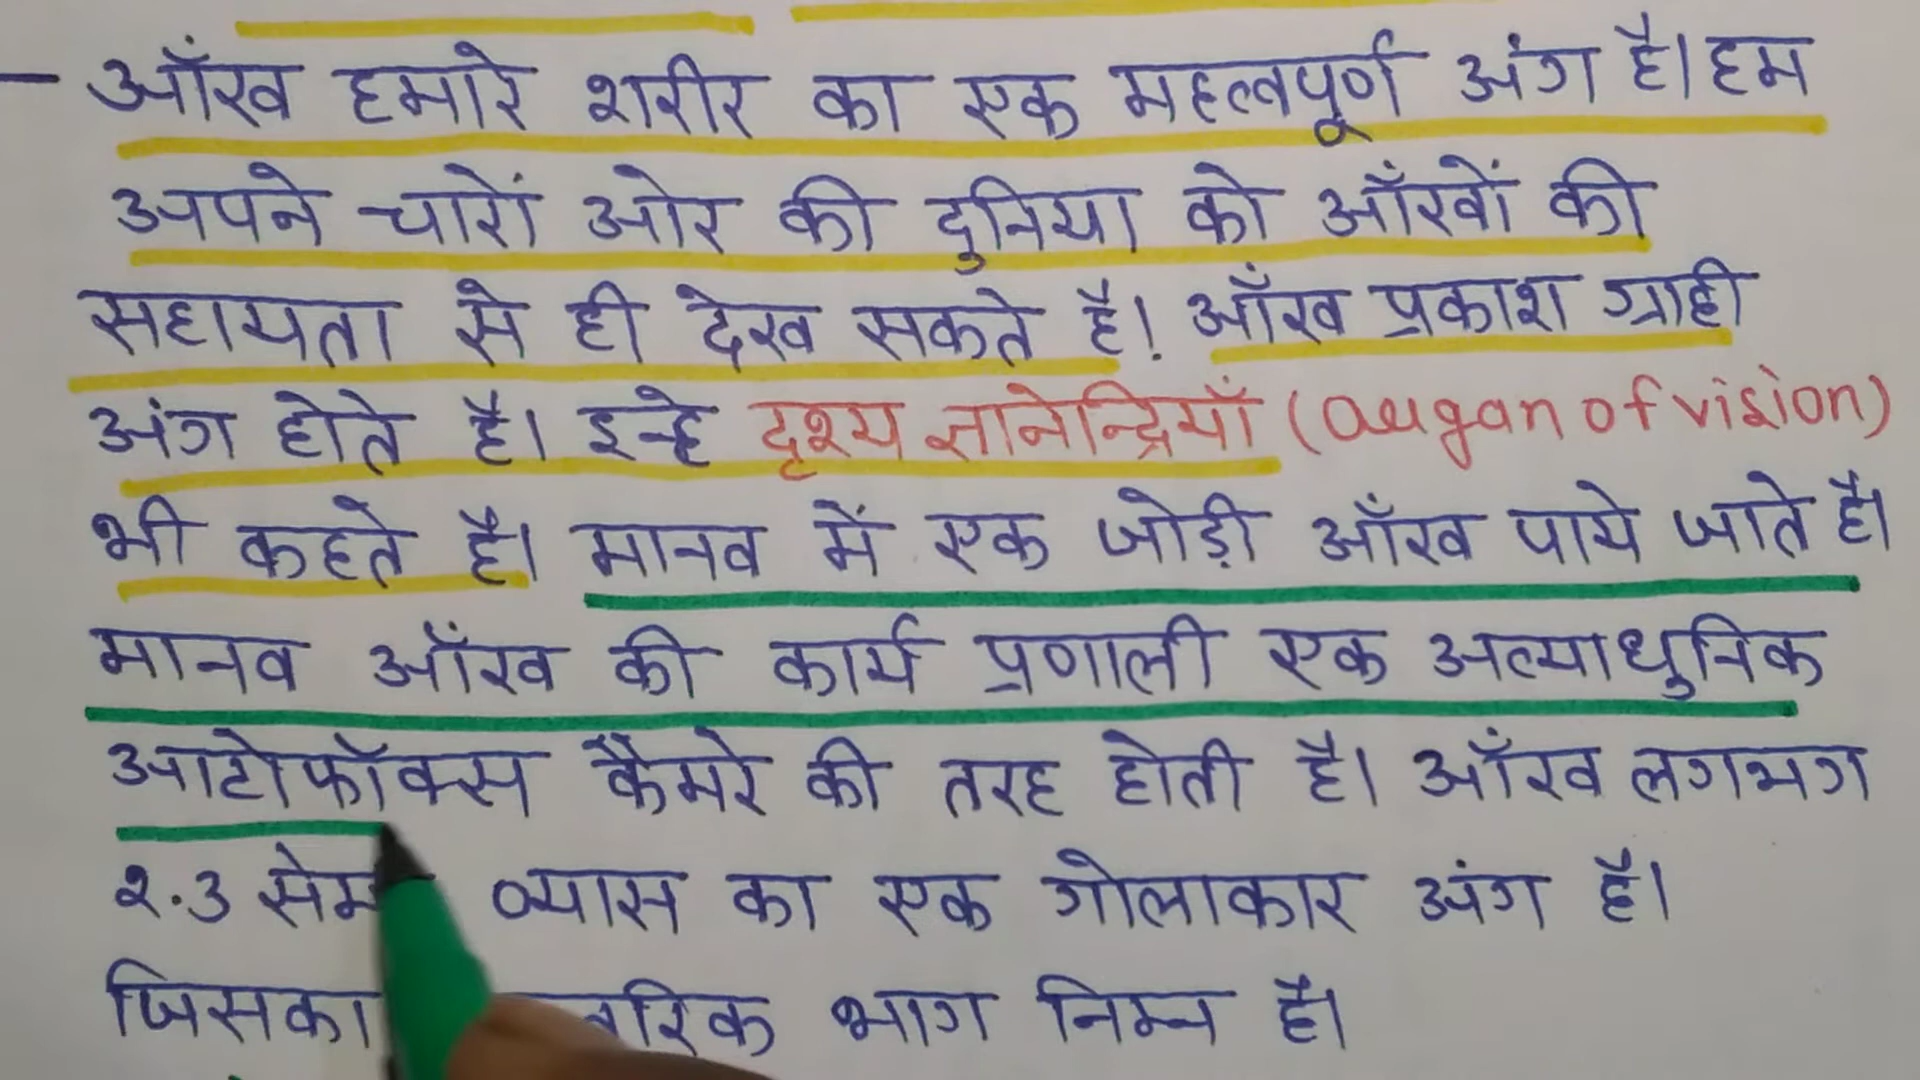 आँख हमारे शरीर का एक महत्वपूर्ण अंग है। हम
अपने चारों ओर की दुनिया को आँखों की
सहायता से ही देख सकते है! आँख प्रकाश ग्राही
अंग होते है। इन्हे दृश्य ज्ञानेन्द्रियाँ (Ourgan of vision)
भी कहते है। मानव में एक जोड़ी आँख पाये जाते है।
मानव आँख की कार्य प्रणाली एक अत्याधुनिक
आटोफॉक्स कैमरे की तरह होती है। आँख लगभग
2.3 व्यास का एक गोलाकार अंग है।
जिसका भाग निम्न है।